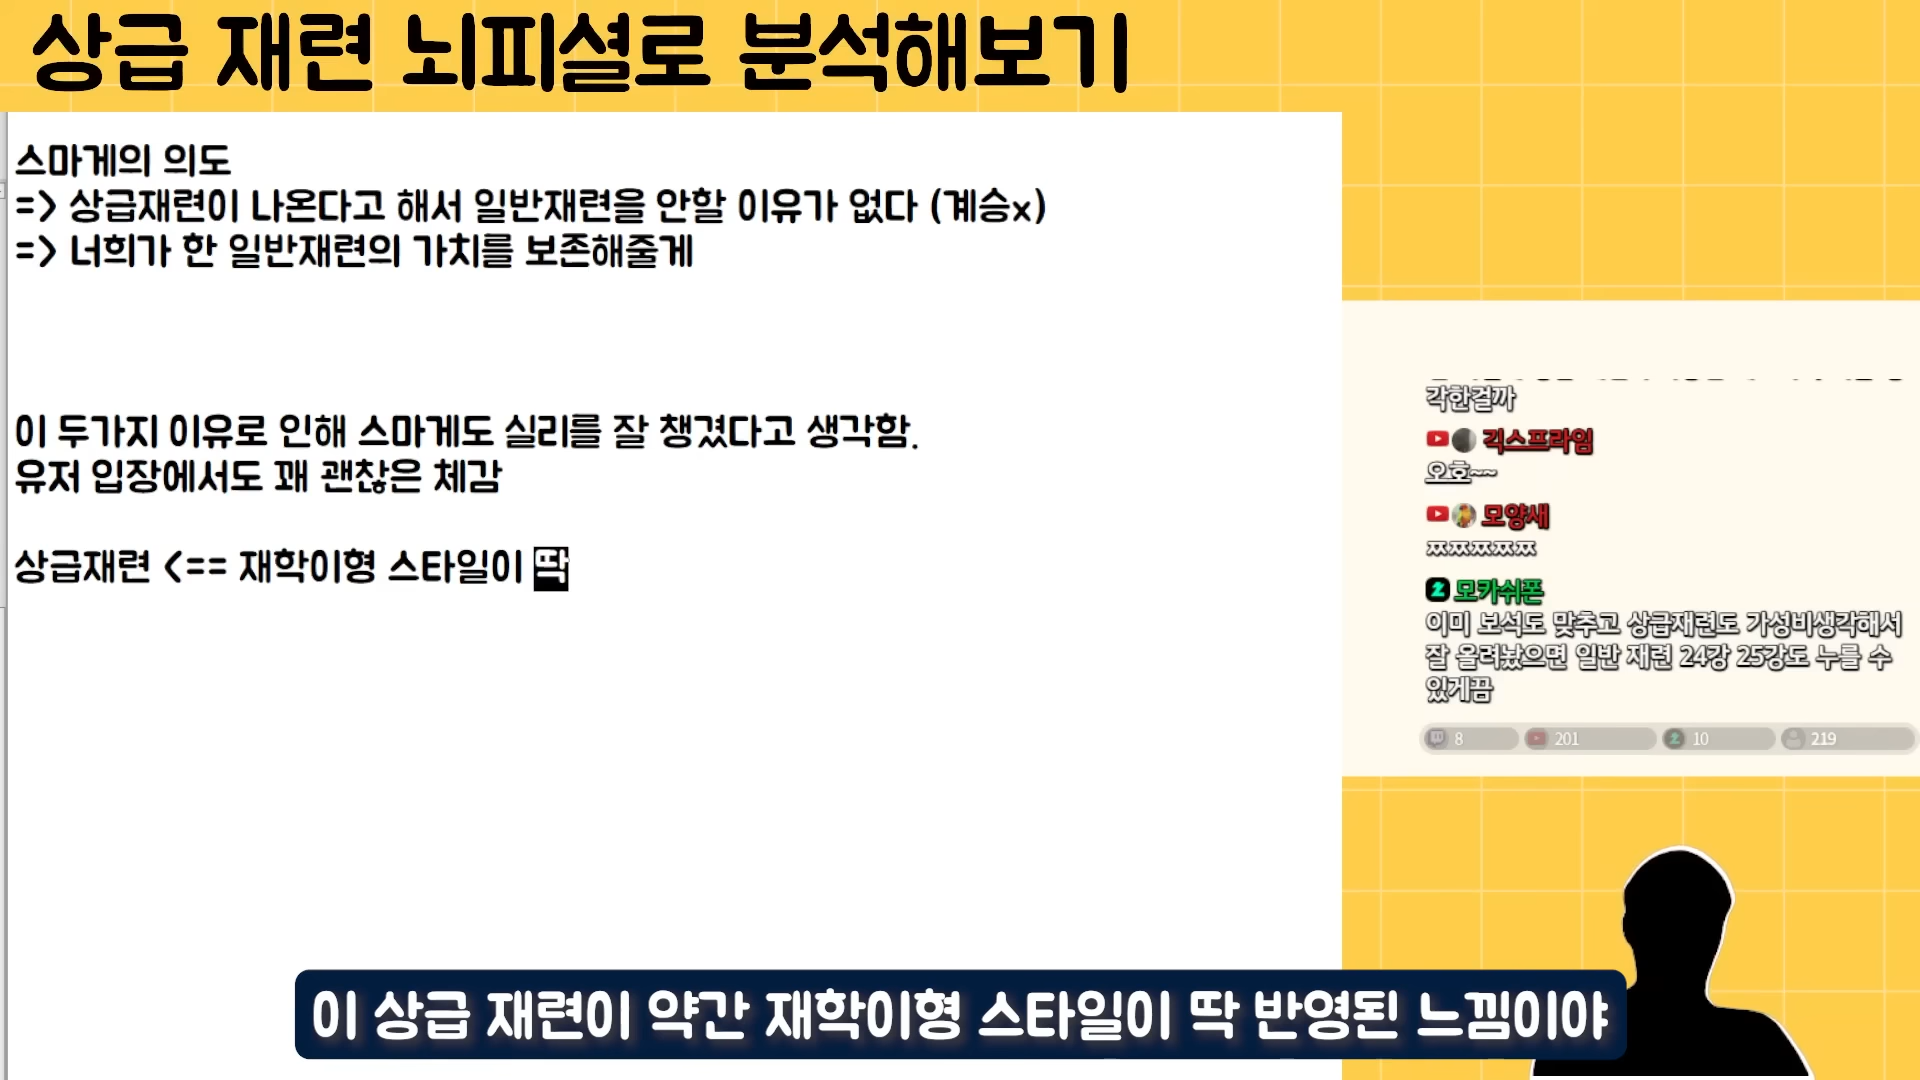 상급 재련 뇌피셜로 분석해보기
스마게의 의도
=> 상급재련이 나온다고 해서 일반재련을 안할 이유가 없다 (계승x)
=> 너희가 한 일반재련의 가치를 보존해줄게
이 두가지 이유로 인해 스마게도 실리를 잘 챙겼다고 생각함.
유저 입장에서도 꽤 괜찮은 체감
상급재련 <== 재학이형 스타일이 딱
각한걸까
긱스프라임
오호~~
모양새
ㅉㅉㅉㅉㅉ
모카쉬폰
이미 보석도 맞추고 상급재련도 가성비생각해서
잘 올려놨으면 일반 재련 24강 25강도 누를 수
있게끔
8 201 10 219
이 상급 재련이 약간 재학이형 스타일이 딱 반영된 느낌이야